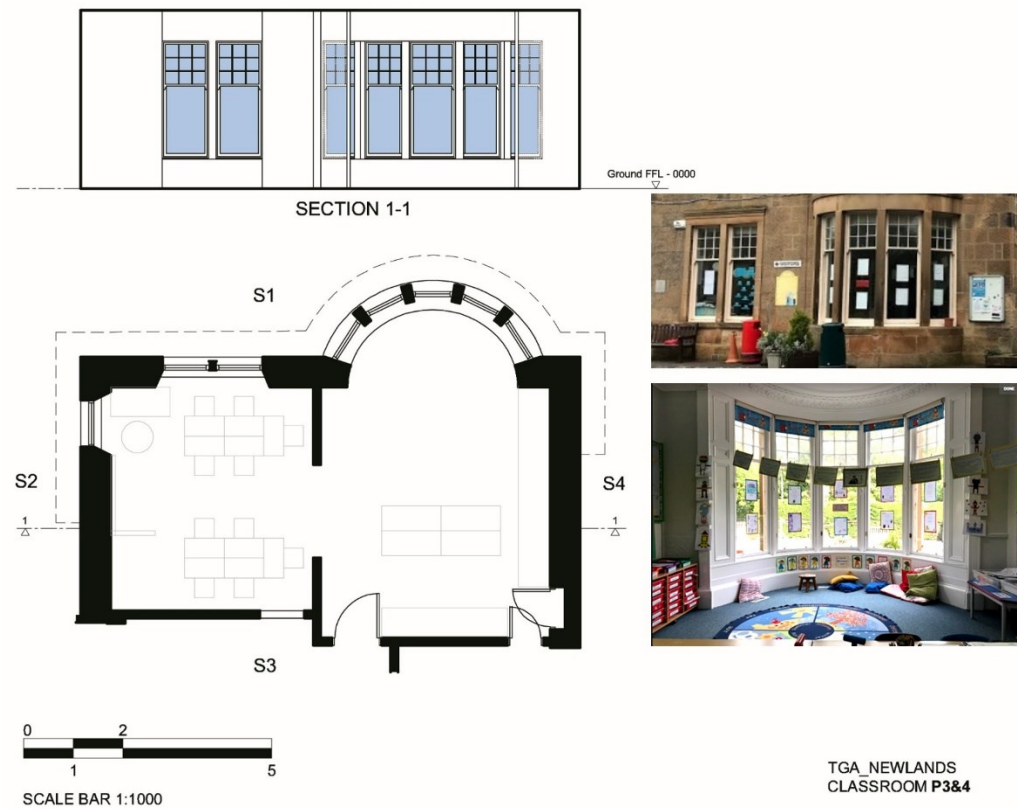 Ground FFL - 0000
SECTION 1-1
S1
S2
S4
1
1
S3
0
2
1
5
SCALE BAR 1:1000
TGA_NEWLANDS
CLASSROOM P3&4